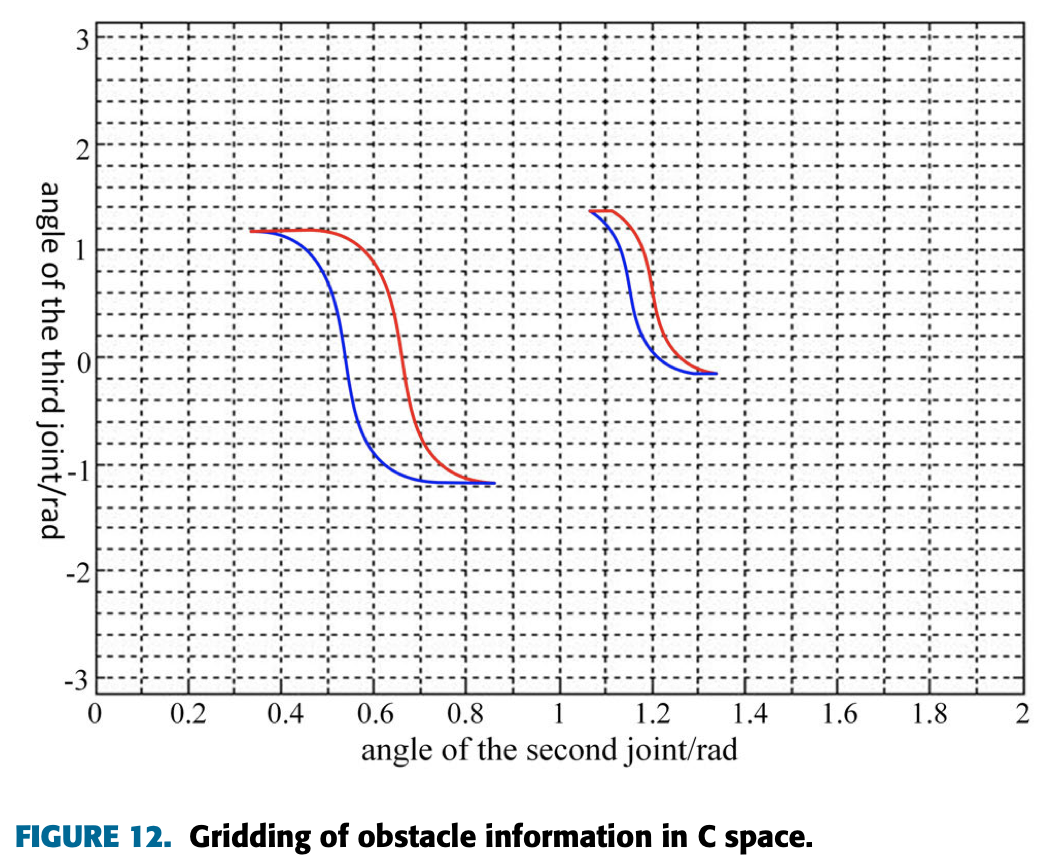 3
2
1
0
-1
-2
-3
angle of the third joint/rad
0 0.2 0.4 0.6 0.8 1 1.2 1.4 1.6 1.8 2
angle of the second joint/rad
FIGURE 12. Gridding of obstacle information in C space.